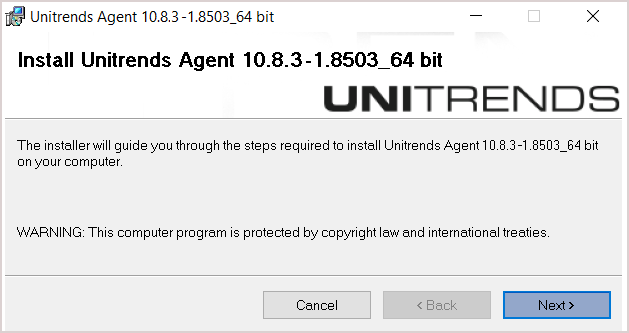 Unitrends Agent 10.8.3-1.8503_64 bit
Install Unitrends Agent 10.8.3-1.8503_64 bit
UNITRENDS
The installer will guide you through the steps required to install Unitrends Agent 10.8.3-1.8503_64 bit
on your computer.
WARNING: This computer program is protected by copyright law and international treaties.
Cancel < Back Next >